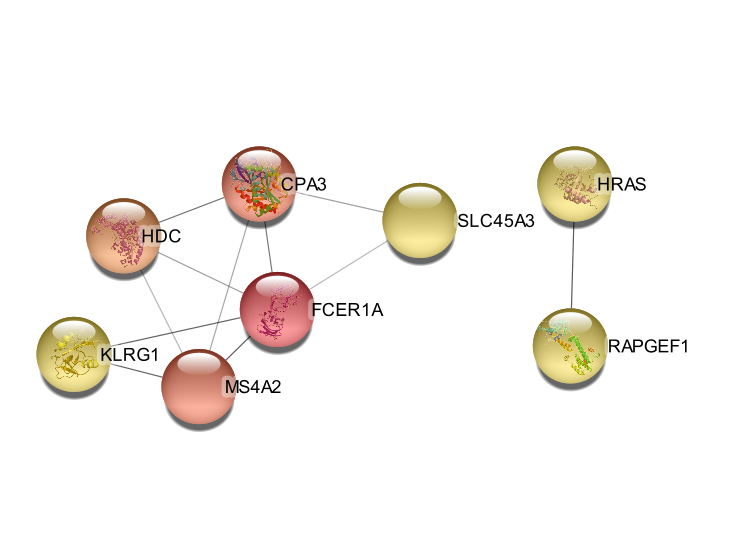 CPA3
HRAS
SLC45A3
HDC
FCER1A
KLRG1
RAPGEF1
MS4A2